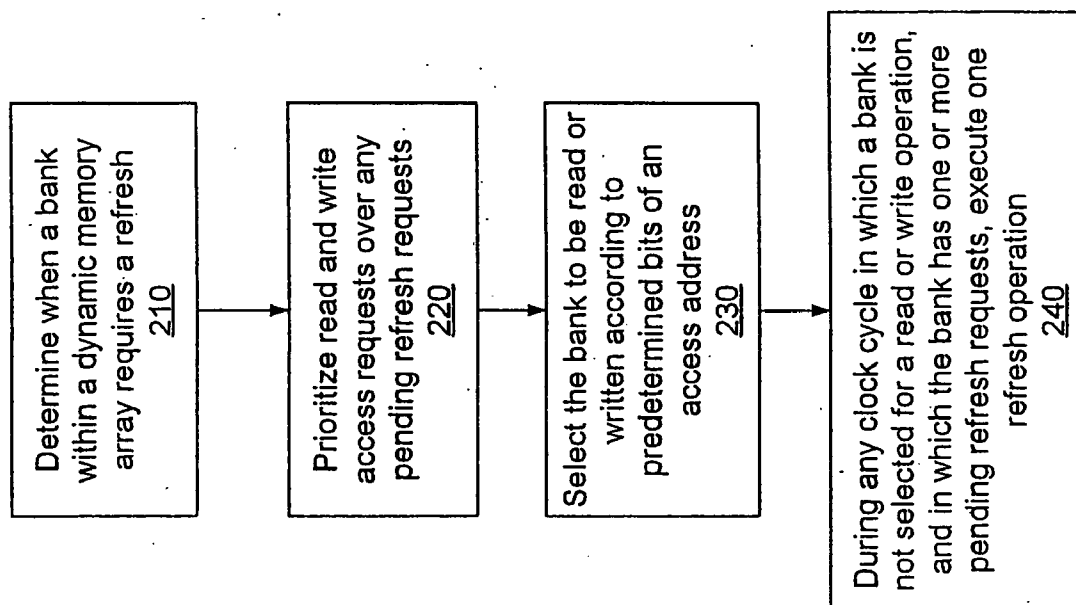 Determine when a bank
within a dynamic memory
array requires a refresh
210
Prioritize read and write
access requests over any
pending refresh requests
220
Select the bank to be read or
written according to
predetermined bits of an
access address
230
During any clock cycle in which a bank is
not selected for a read or write operation,
and in which the bank has one or more
pending refresh requests, execute one
refresh operation
240